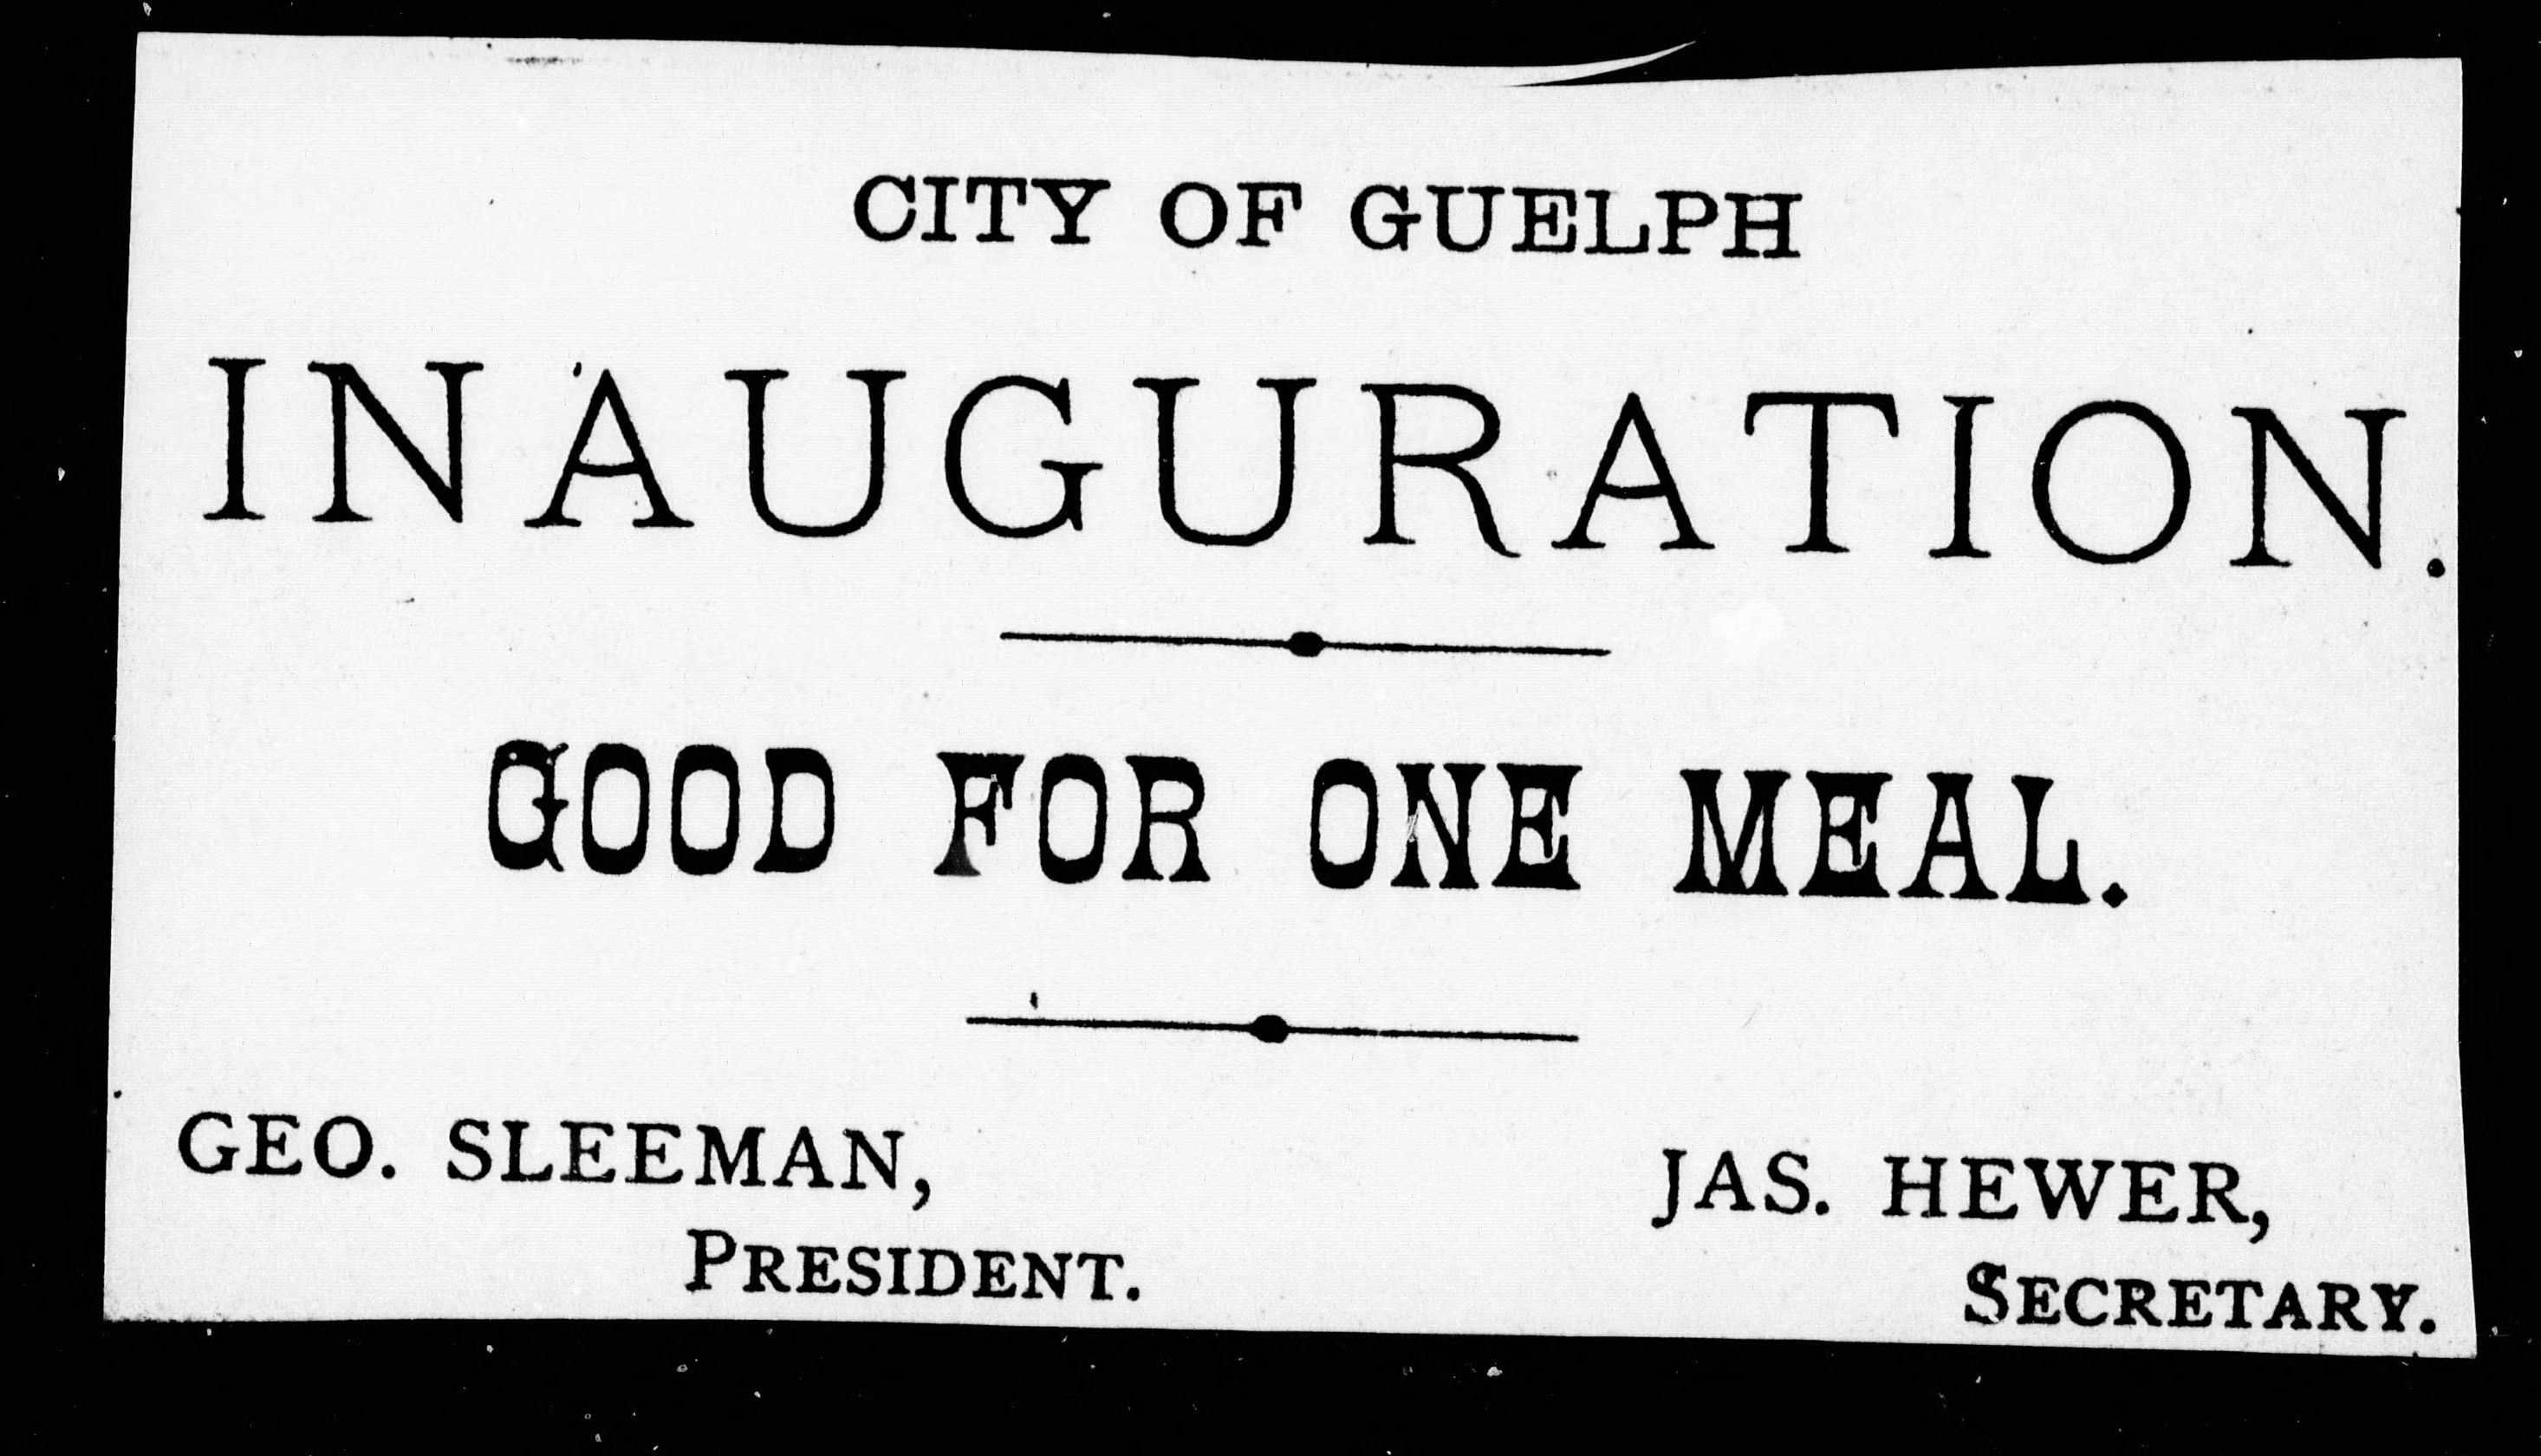 CITY OF GUELPH
INAUGURATION.
GOOD FOR ONE MEAL.
GEO. SLEEMAN,
PRESIDENT.
JAS. HEWER,
SECRETARY.